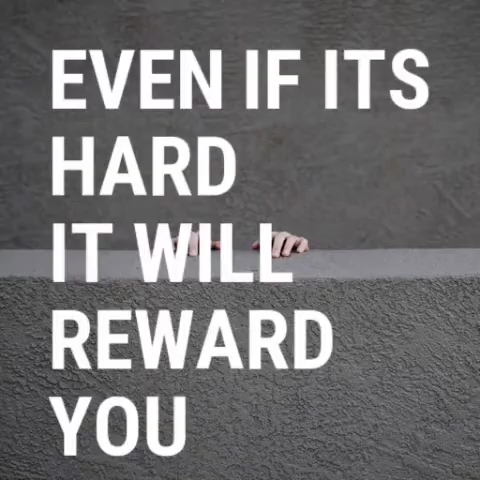 EVEN IF ITS
HARD
IT WILL
REWARD
YOU